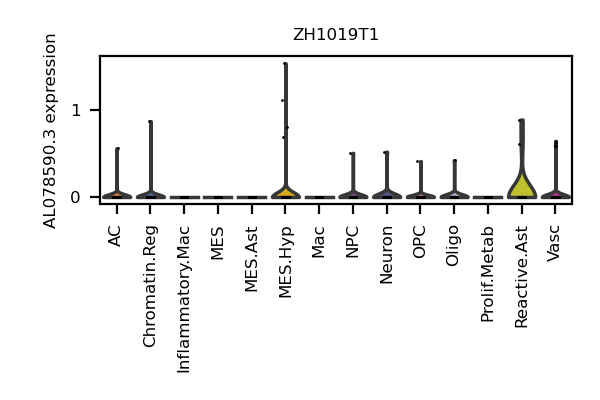 ZH1019T1
AL078590.3 expression
1
0
AC
Chromatin.Reg
Inflammatory.Mac
MES
MES.Ast
MES.Hyp
Mac
NPC
Neuron
OPC
Oligo
Prolif.Metab
Reactive.Ast
Vasc